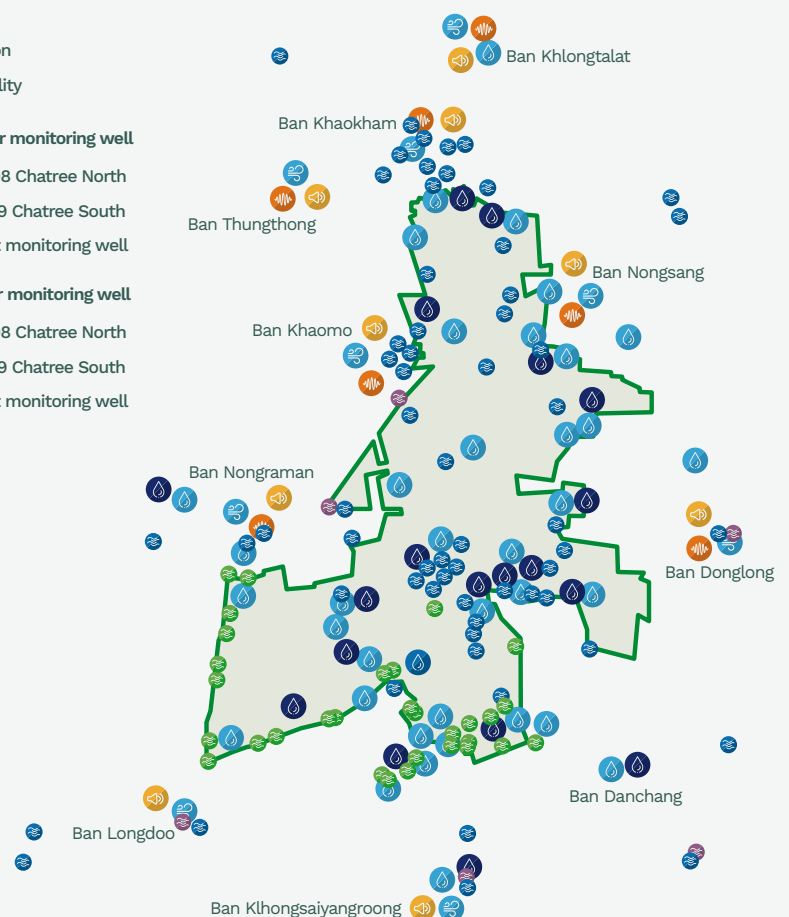 on
Ban Khlongtalat
lity
Ban Khaokham
r monitoring well
8 Chatree North
9 Chatree South
Ban Thungthong
t monitoring well
Ban Nongsang
r monitoring well
Ban Khaomo
8 Chatree North
9 Chatree South
t monitoring well
Ban Nongraman
Ban Donglong
Ban Danchang
Ban Longdoo
Ban Klhongsaiyangroong